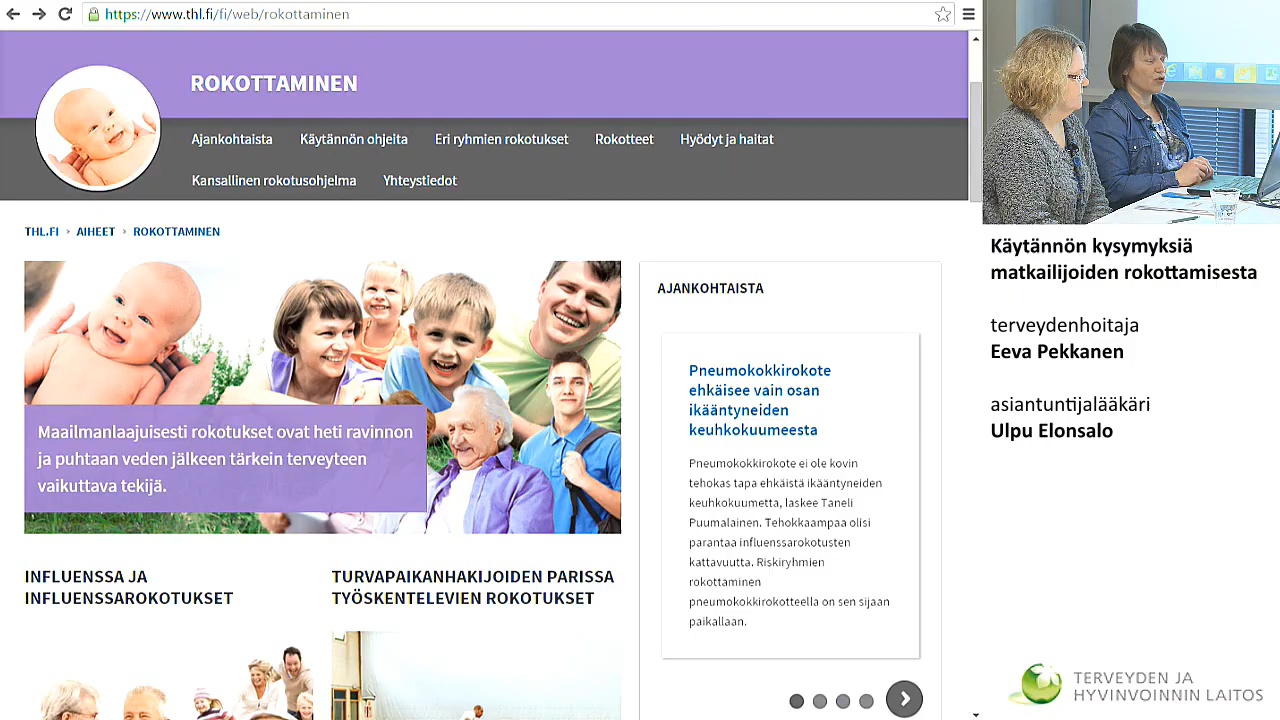 https://www.thl.fi/fi/web/rokottaminen
ROKOTTAMINEN
Ajankohtaista
Käytännön ohjeita
Eri ryhmien rokotukset
Rokotteet
Hyödyt ja haitat
Kansallinen rokotusohjelma
Yhteystiedot
THL.FI › AIHEET › ROKOTTAMINEN
Maailmanlaajuisesti rokotukset ovat heti ravinnon
ja puhtaan veden jälkeen tärkein terveyteen
vaikuttava tekijä.
INFLUENSSA JA
INFLUENSSAROKOTUKSET
TURVAPAIKANHAKIJOIDEN PARISSA
TYÖSKENTELEVIEN ROKOTUKSET
AJANKOHTAISTA
Pneumokokkirokote
ehkäisee vain osan
ikääntyneiden
keuhkokuumeesta
Pneumokokkirokote ei ole kovin
tehokas tapa ehkäistä ikääntyneiden
keuhkokuumetta, laskee Taneli
Puumalainen. Tehokkaampaa olisi
parantaa influenssarokotusten
kattavuutta. Riskiryhmien
rokottaminen
pneumokokkirokotteella on sen sijaan
paikallaan.
Käytännön kysymyksiä
matkailijoiden rokottamisesta
terveydenhoitaja
Eeva Pekkanen
asiantuntijalääkäri
Ulpu Elonsalo
TERVEYDEN JA
HYVINVOINNIN LAITOS